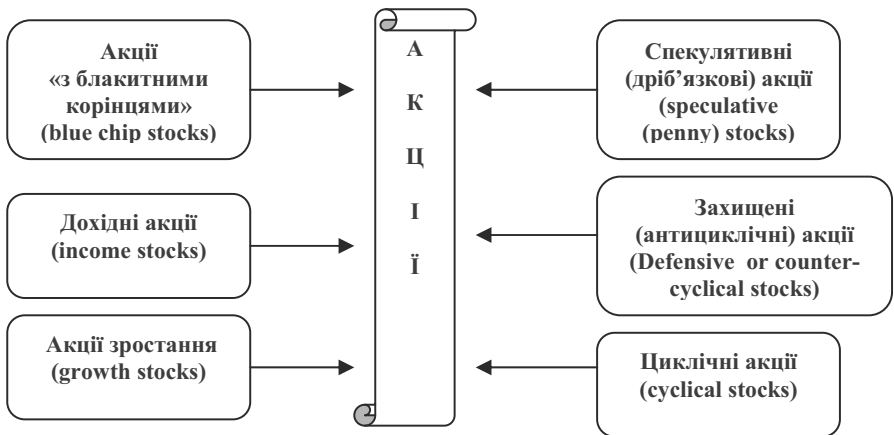 Акції
«з блакитними
корінцями»
(blue chip stocks)
Дохідні акції
(income stocks)
Акції зростання
(growth stocks)
А
К
Ц
І
Ї
Спекулятивні
(дріб’язкові) акції
(speculative
(penny) stocks)
Захищені
(антициклічні) акції
(Defensive or counter-
cyclical stocks)
Циклічні акції
(cyclical stocks)